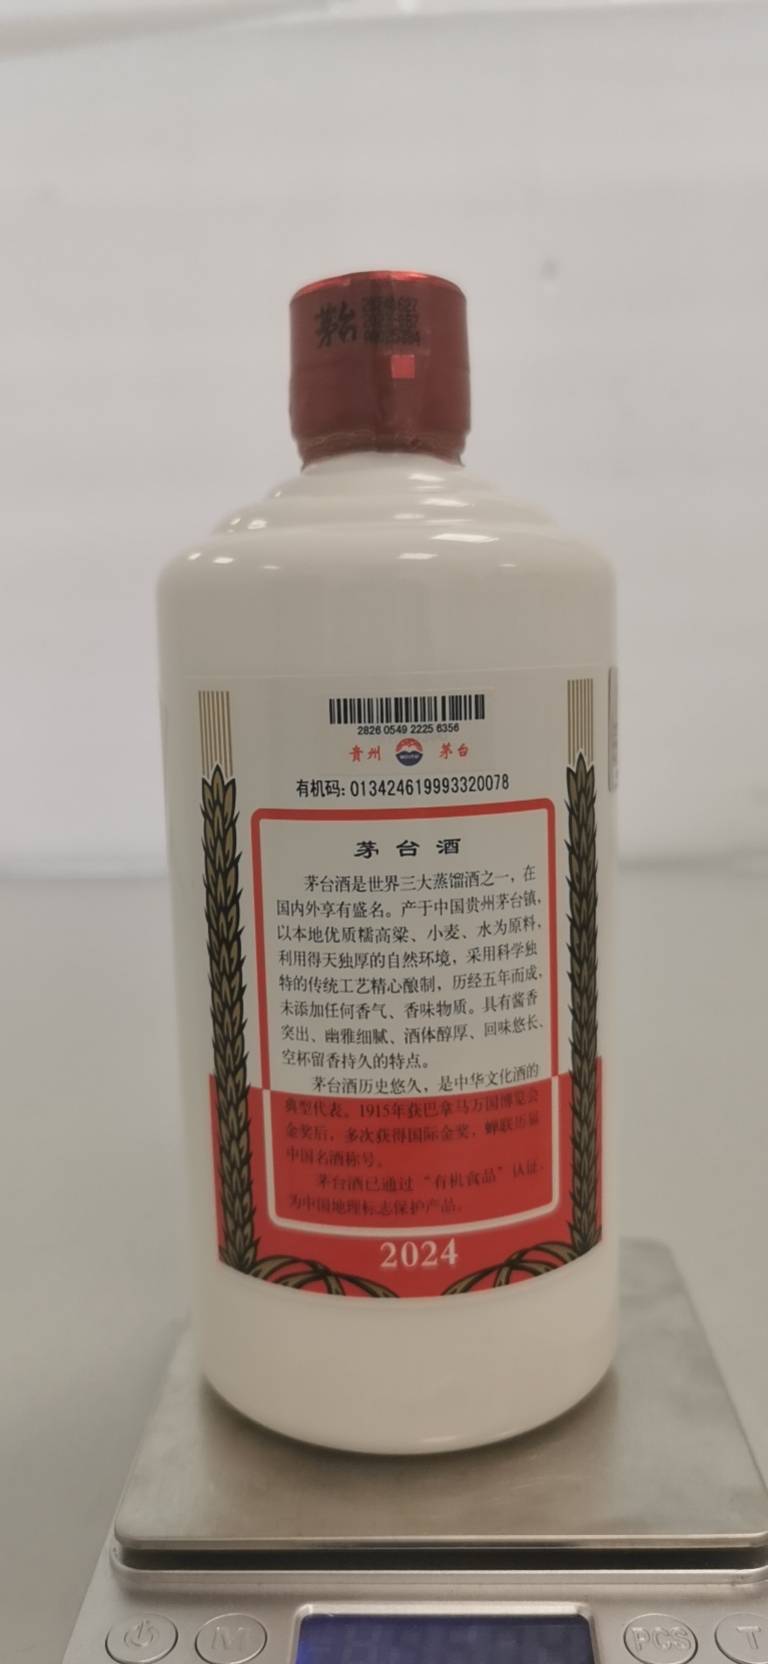 茅台
2826 0549 2225 6356
贵州 茅台
有机码: 013424619993320078
茅台酒
茅台酒是世界三大蒸馏酒之一，在
国内外享有盛名。产于中国贵州茅台镇，
以本地优质糯高粱、小麦、水为原料，
利用得天独厚的自然环境，采用科学独
特的传统工艺精心酿制，历经五年而成，
未添加任何香气、香味物质。具有酱香
突出、幽雅细腻、酒体醇厚、回味悠长、
空杯留香持久的特点。
茅台酒历史悠久，是中华文化酒的
典型代表。1915年获巴拿马万国博览会
金奖后，多次获得国际金奖，蝉联历届
中国名酒称号。
茅台酒已通过“有机食品”认证，
为中国地理标志保护产品。
2024
M
PCS
T